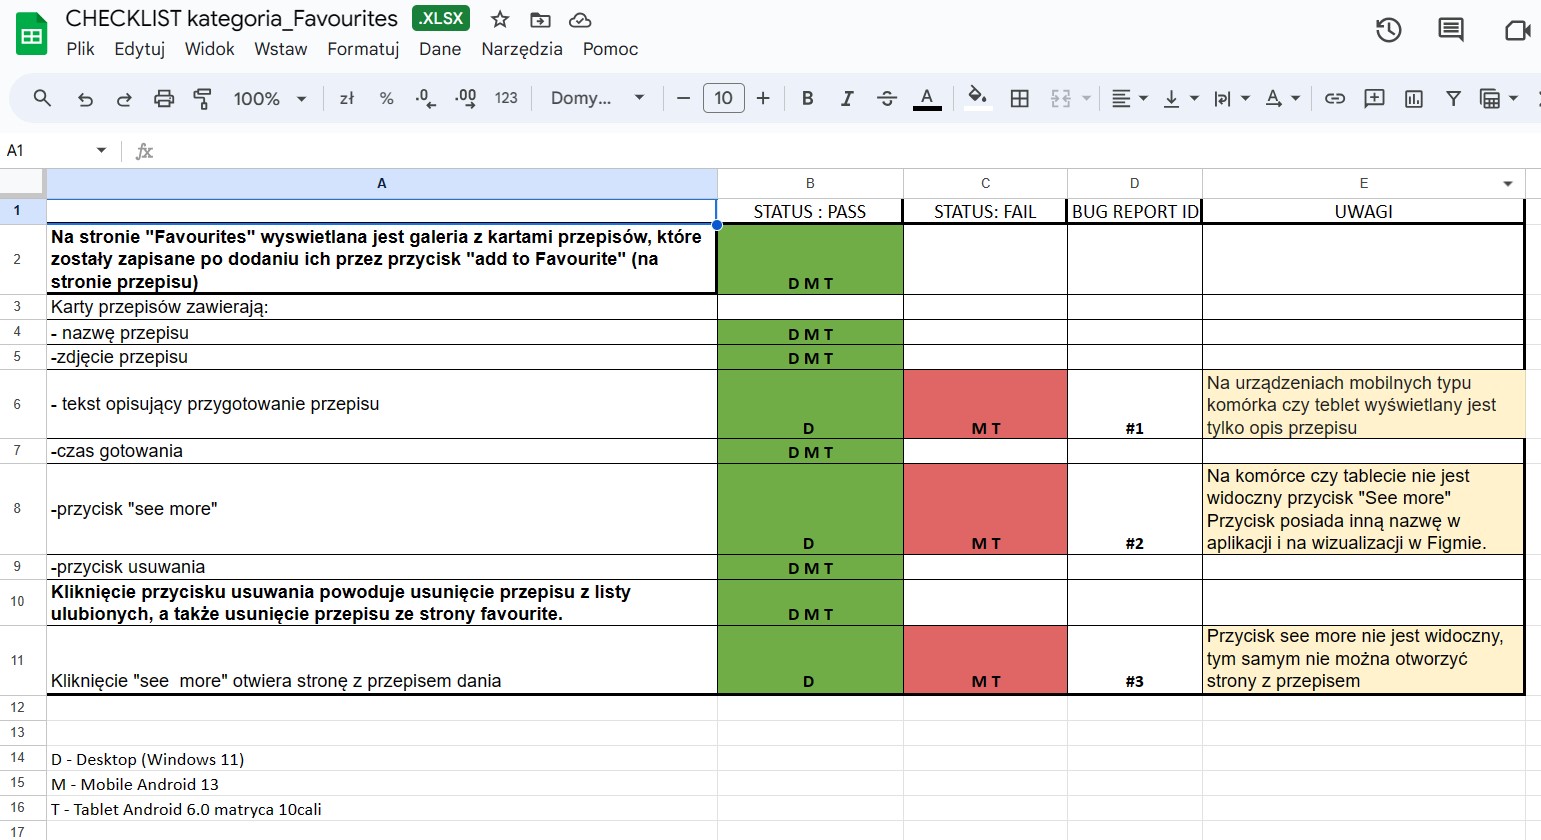 CHECKLIST kategoria_Favourites .XLSX
Plik Edytuj Widok Wstaw Formatuj Dane Narzędzia Pomoc
100% zł % .0 .00 123 Domy... − 10 + B I S A
A1 fx
A B C D E
1 STATUS : PASS STATUS: FAIL BUG REPORT ID UWAGI
Na stronie "Favourites" wyswietlana jest galeria z kartami przepisów, które
zostały zapisane po dodaniu ich przez przycisk "add to Favourite" (na
stronie przepisu)
2 D M T
3 Karty przepisów zawierają:
4 - nazwę przepisu D M T
5 -zdjęcie przepisu D M T
6 - tekst opisujący przygotowanie przepisu D M T #1
Na urządzeniach mobilnych typu
komórka czy teblet wyświetlany jest
tylko opis przepisu
7 -czas gotowania D M T
8 -przycisk "see more" D M T #2
Na komórce czy tablecie nie jest
widoczny przycisk "See more"
Przycisk posiada inną nazwę w
aplikacji i na wizualizacji w Figmie.
9 -przycisk usuwania D M T
10 Kliknięcie przycisku usuwania powoduje usunięcie przepisu z listy
ulubionych, a także usunięcie przepisu ze strony favourite. D M T
11 Kliknięcie "see  more" otwiera stronę z przepisem dania D M T #3
Przycisk see more nie jest widoczny,
tym samym nie można otworzyć
strony z przepisem
12
13
14 D - Desktop (Windows 11)
15 M - Mobile Android 13
16 T - Tablet Android 6.0 matryca 10cali
17